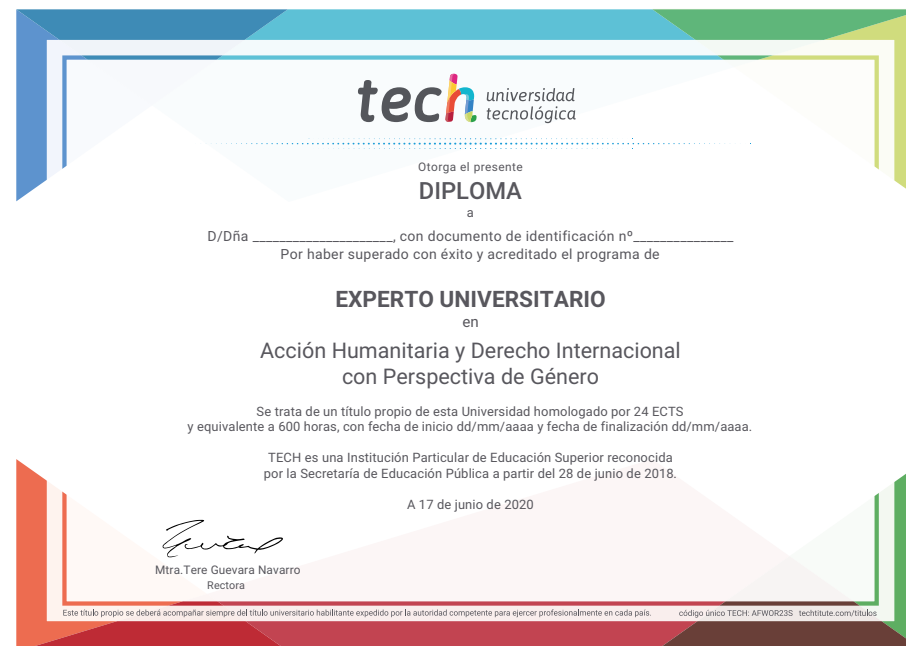 tech universidad
tecnológica
Otorga el presente
DIPLOMA
a
D/Dña _____________________, con documento de identificación nº_______________
Por haber superado con éxito y acreditado el programa de
EXPERTO UNIVERSITARIO
en
Acción Humanitaria y Derecho Internacional
con Perspectiva de Género
Se trata de un título propio de esta Universidad homologado por 24 ECTS
y equivalente a 600 horas, con fecha de inicio dd/mm/aaaa y fecha de finalización dd/mm/aaaa.
TECH es una Institución Particular de Educación Superior reconocida
por la Secretaría de Educación Pública a partir del 28 de junio de 2018.
A 17 de junio de 2020
Mtra.Tere Guevara Navarro
Rectora
Este título propio se deberá acompañar siempre del título universitario habilitante expedido por la autoridad competente para ejercer profesionalmente en cada país. código único TECH: AFWOR23S techtitute.com/titulos